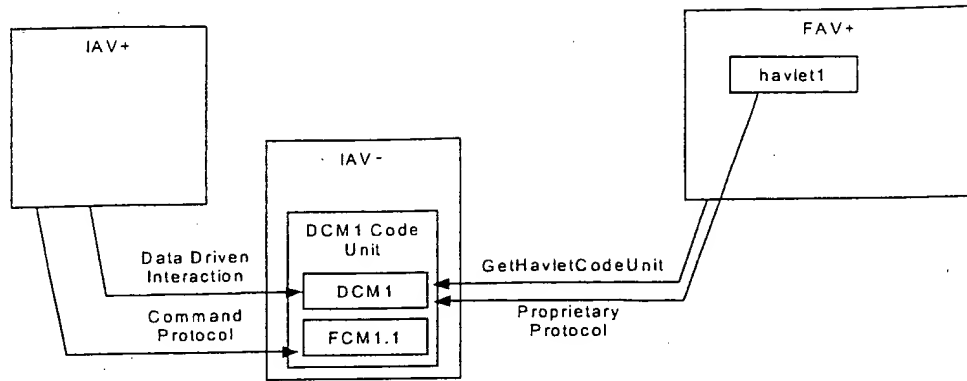 IAV+
FAV+
havlet1
IAV-
DCM1 Code
Unit
Data Driven
Interaction
DCM1
GetHavletCodeUnit
Command
Protocol
FCM1.1
Proprietary
Protocol